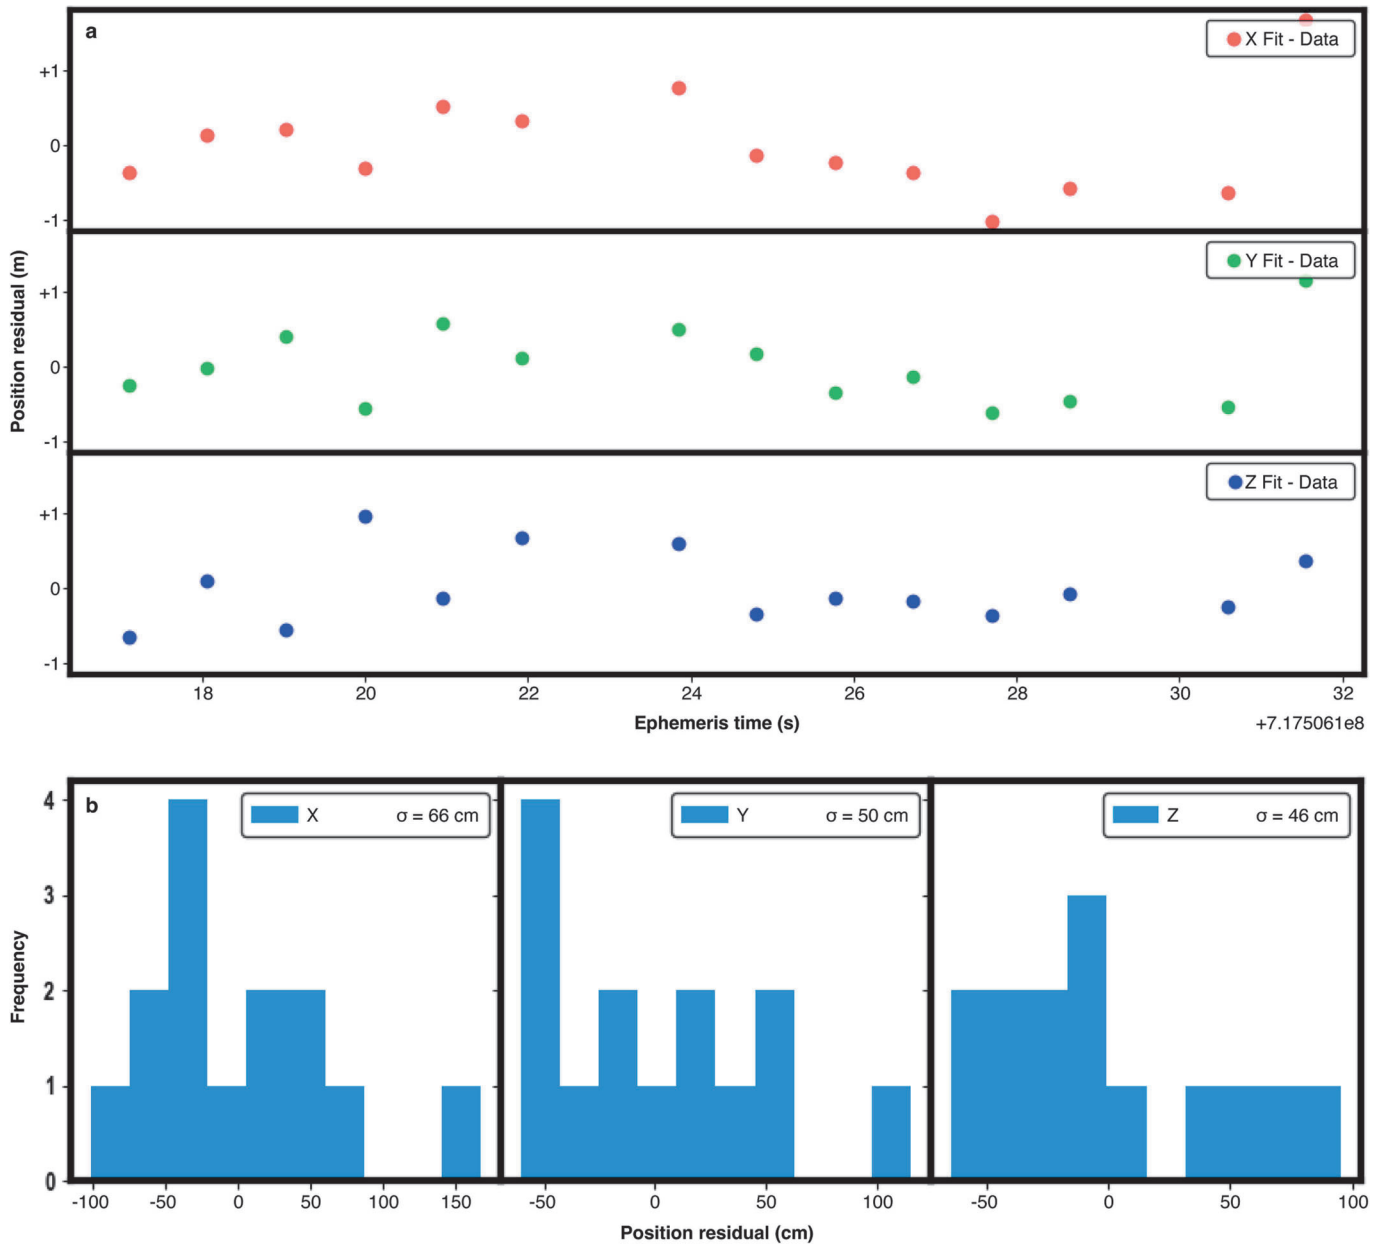 a
X Fit - Data
+1
0
-1
Y Fit - Data
+1
0
-1
Position residual (m)
Z Fit - Data
+1
0
-1
18 20 22 24 26 28 30 32
Ephemeris time (s)
+7.175061e8
b
X σ = 66 cm
Y σ = 50 cm
Z σ = 46 cm
4
3
2
1
0
Frequency
-100 -50 0 50 100 150
-50 0 50 100
-50 0 50 100
Position residual (cm)